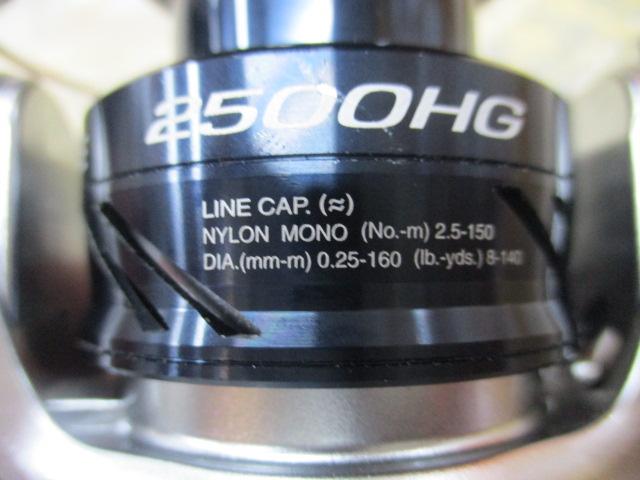 2500HG
LINE CAP. (≈)
NYLON MONO (No.-m) 2.5-150
DIA.(mm-m) 0.25-160 (lb.-yds.) 8-140